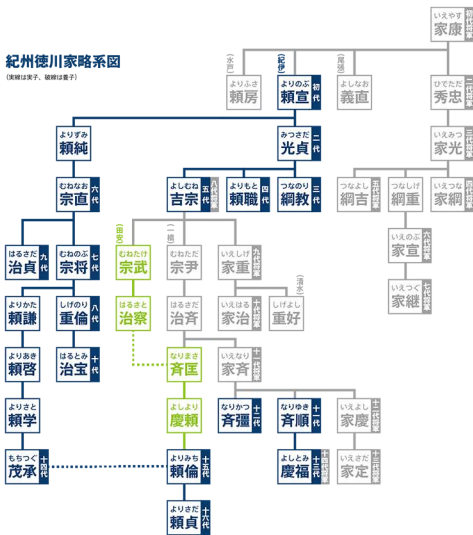 紀州徳川家略系図
(実線は実子、破線は養子)
いえやす
家康
初代将軍
(水戸)
よりふさ
頼房
(紀伊)
よりのぶ
頼宣
初代
(尾張)
よしなお
義直
ひでただ
秀忠
二代将軍
よりずみ
頼純
みつさだ
光貞
二代
いえみつ
家光
三代将軍
むねなお
宗直
六代
よしむね
吉宗
五代
八代将軍
よりもと
頼職
四代
つなのり
綱教
三代
つなよし
綱吉
五代将軍
つなしげ
綱重
いえつな
家綱
四代将軍
はるさだ
治貞
九代
むねのぶ
宗将
七代
(田安)
むねたけ
宗武
(一橋)
むねただ
宗尹
いえしげ
家重
九代将軍
いえのぶ
家宣
六代将軍
よりかた
頼謙
しげのり
重倫
八代
はるさと
治察
はるさだ
治済
いえはる
家治
十代将軍
(清水)
しげよし
重好
いえつぐ
家継
七代将軍
よりあき
頼啓
はるとみ
治宝
十代
なりまさ
斉匡
いえなり
家斉
十一代将軍
よりさと
頼学
よしより
慶頼
なりかつ
斉彊
十二代
なりゆき
斉順
十一代
いえよし
家慶
十二代将軍
もちつぐ
茂承
十四代
よりみち
頼倫
十五代
よしとみ
慶福
十三代
十四代将軍
いえさだ
家定
十三代将軍
よりさだ
頼貞
十六代